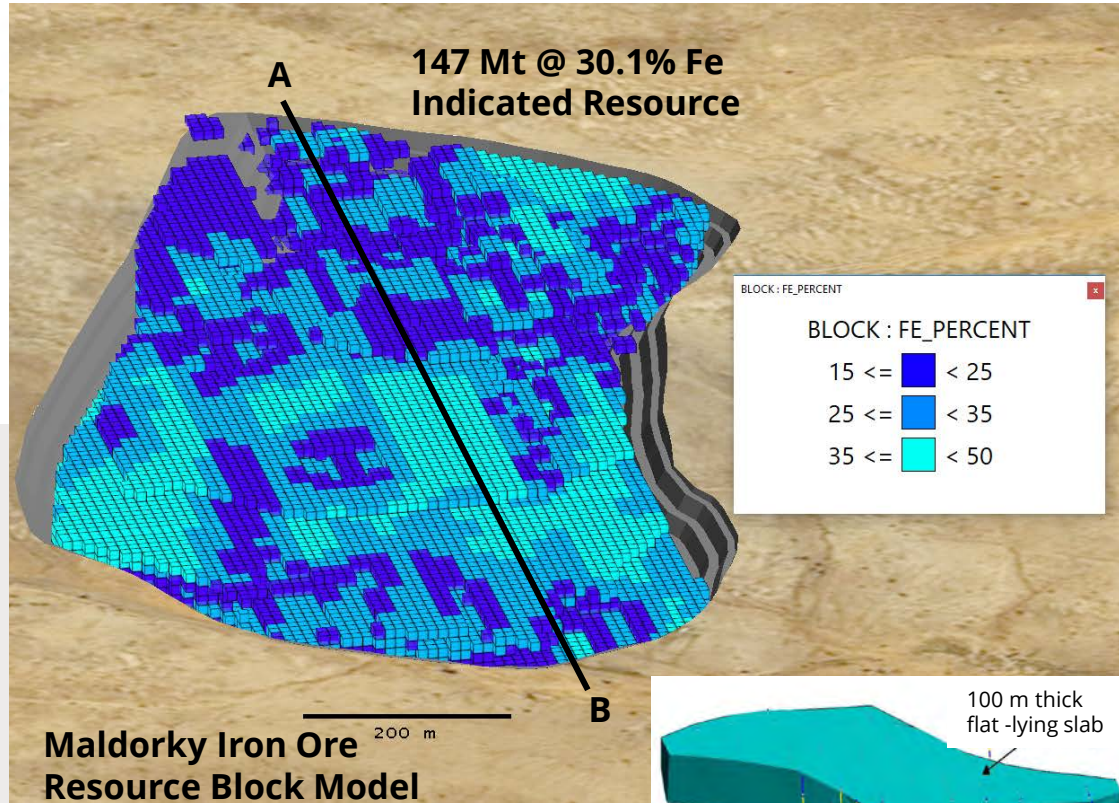 A
147 Mt @ 30.1% Fe
Indicated Resource
BLOCK : FE_PERCENT
x
BLOCK : FE_PERCENT
15 <= < 25
25 <= < 35
35 <= < 50
B
200 m
Maldorky Iron Ore
Resource Block Model
100 m thick
flat -lying slab